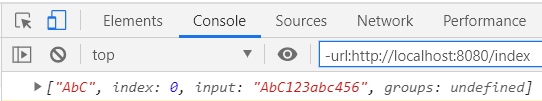 Elements Console Sources Network Performance
top -url:http://localhost:8080/index
["AbC", index: 0, input: "AbC123abc456", groups: undefined]